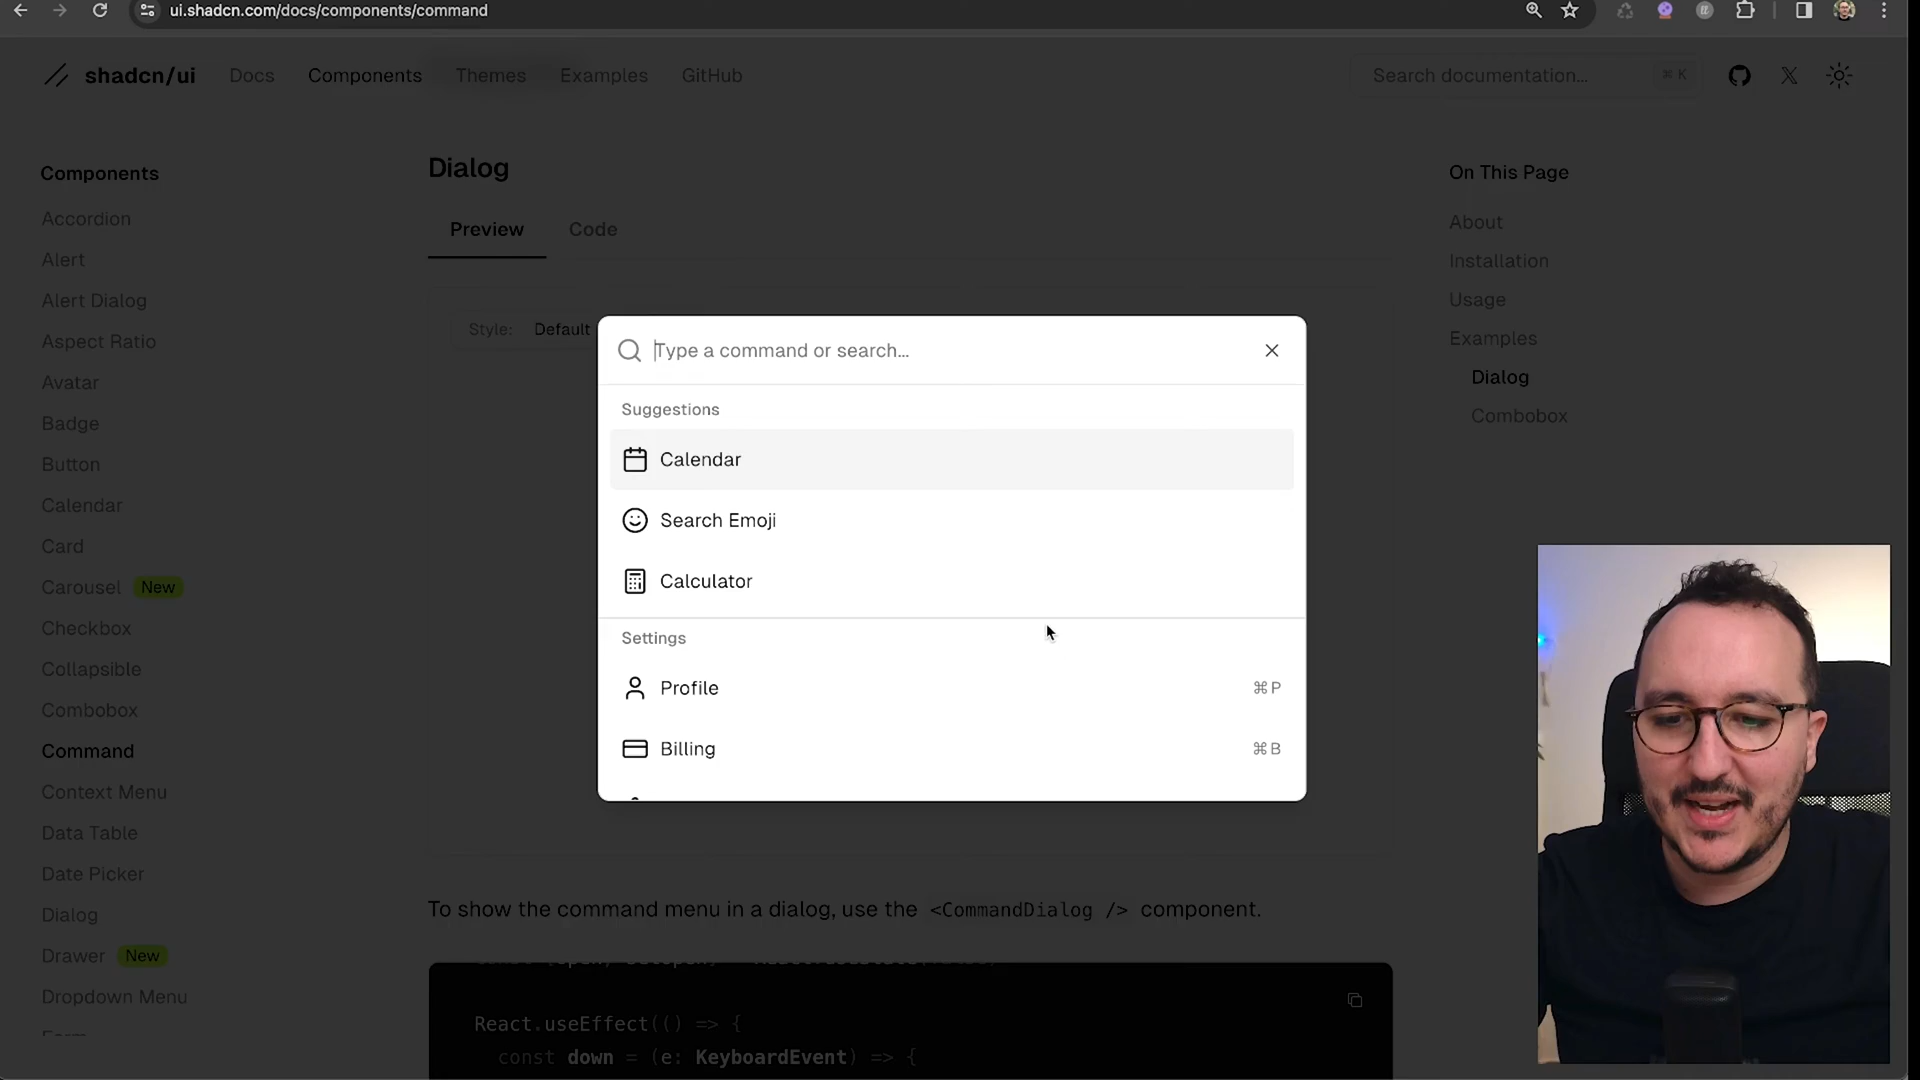 ui.shadcn.com/docs/components/command
shadcn/ui Docs Components Themes Examples GitHub Search documentation... ⌘ K
Components
Accordion
Alert
Alert Dialog
Aspect Ratio
Avatar
Badge
Button
Calendar
Card
Carousel New
Checkbox
Collapsible
Combobox
Command
Context Menu
Data Table
Date Picker
Dialog
Drawer New
Dropdown Menu
Dialog
Preview Code
Style: Default
Type a command or search...
Suggestions
Calendar
Search Emoji
Calculator
Settings
Profile ⌘P
Billing ⌘B
To show the command menu in a dialog, use the <CommandDialog /> component.
React.useEffect(() => {
const down = (e: KeyboardEvent) => {
On This Page
About
Installation
Usage
Examples
Dialog
Combobox